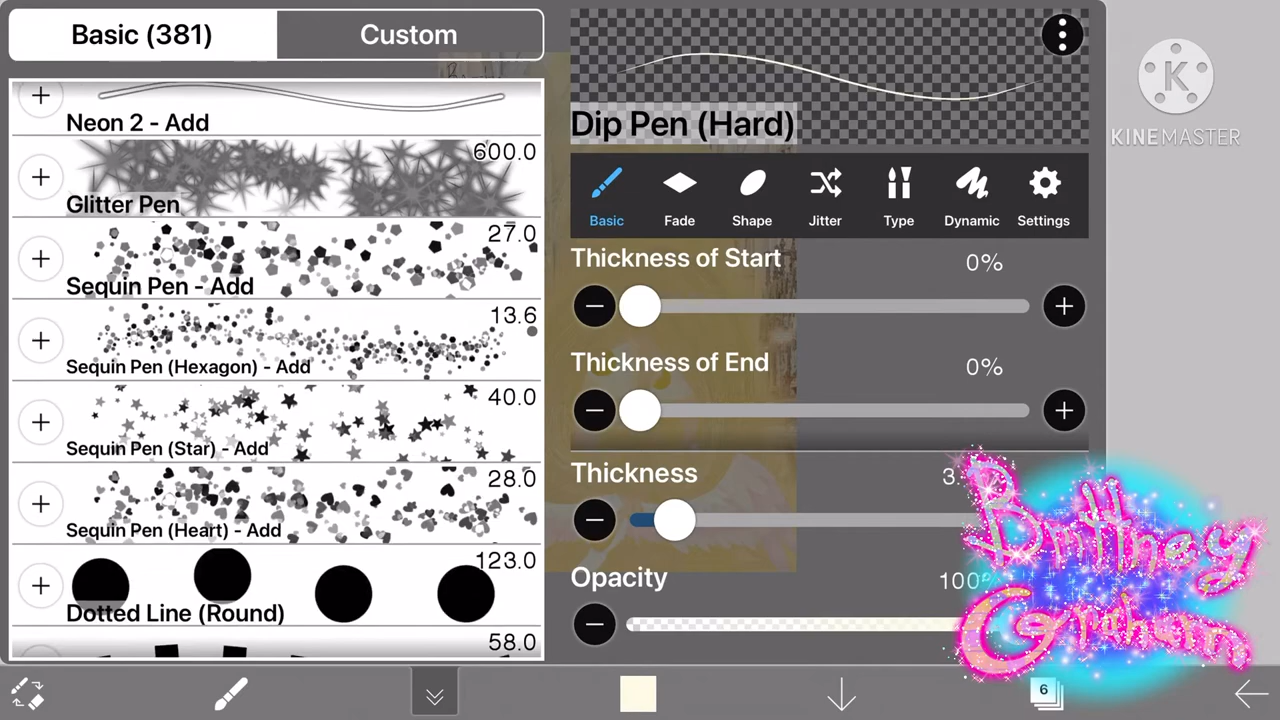 Basic (381)
Custom
Neon 2 - Add
600.0
Glitter Pen
27.0
Sequin Pen - Add
13.6
Sequin Pen (Hexagon) - Add
40.0
Sequin Pen (Star) - Add
28.0
Sequin Pen (Heart) - Add
123.0
Dotted Line (Round)
58.0
Dip Pen (Hard)
Basic
Fade
Shape
Jitter
Type
Dynamic
Settings
Thickness of Start
0%
Thickness of End
0%
Thickness
Opacity
100%
6
K
KINEMASTER
Brittney
Graham